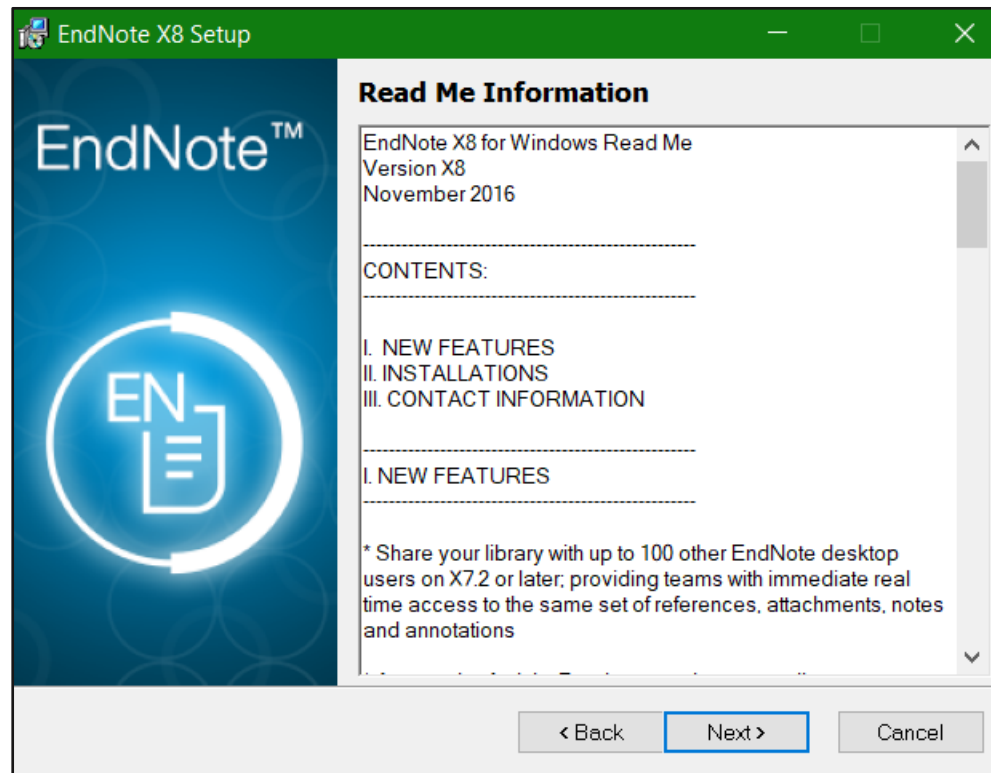 EndNote X8 Setup
EndNote™
EN
Read Me Information
EndNote X8 for Windows Read Me
Version X8
November 2016
----------------------------------------------------
CONTENTS:
----------------------------------------------------
I. NEW FEATURES
II. INSTALLATIONS
III. CONTACT INFORMATION
----------------------------------------------------
I. NEW FEATURES
----------------------------------------------------
* Share your library with up to 100 other EndNote desktop
users on X7.2 or later; providing teams with immediate real
time access to the same set of references, attachments, notes
and annotations
< Back
Next >
Cancel